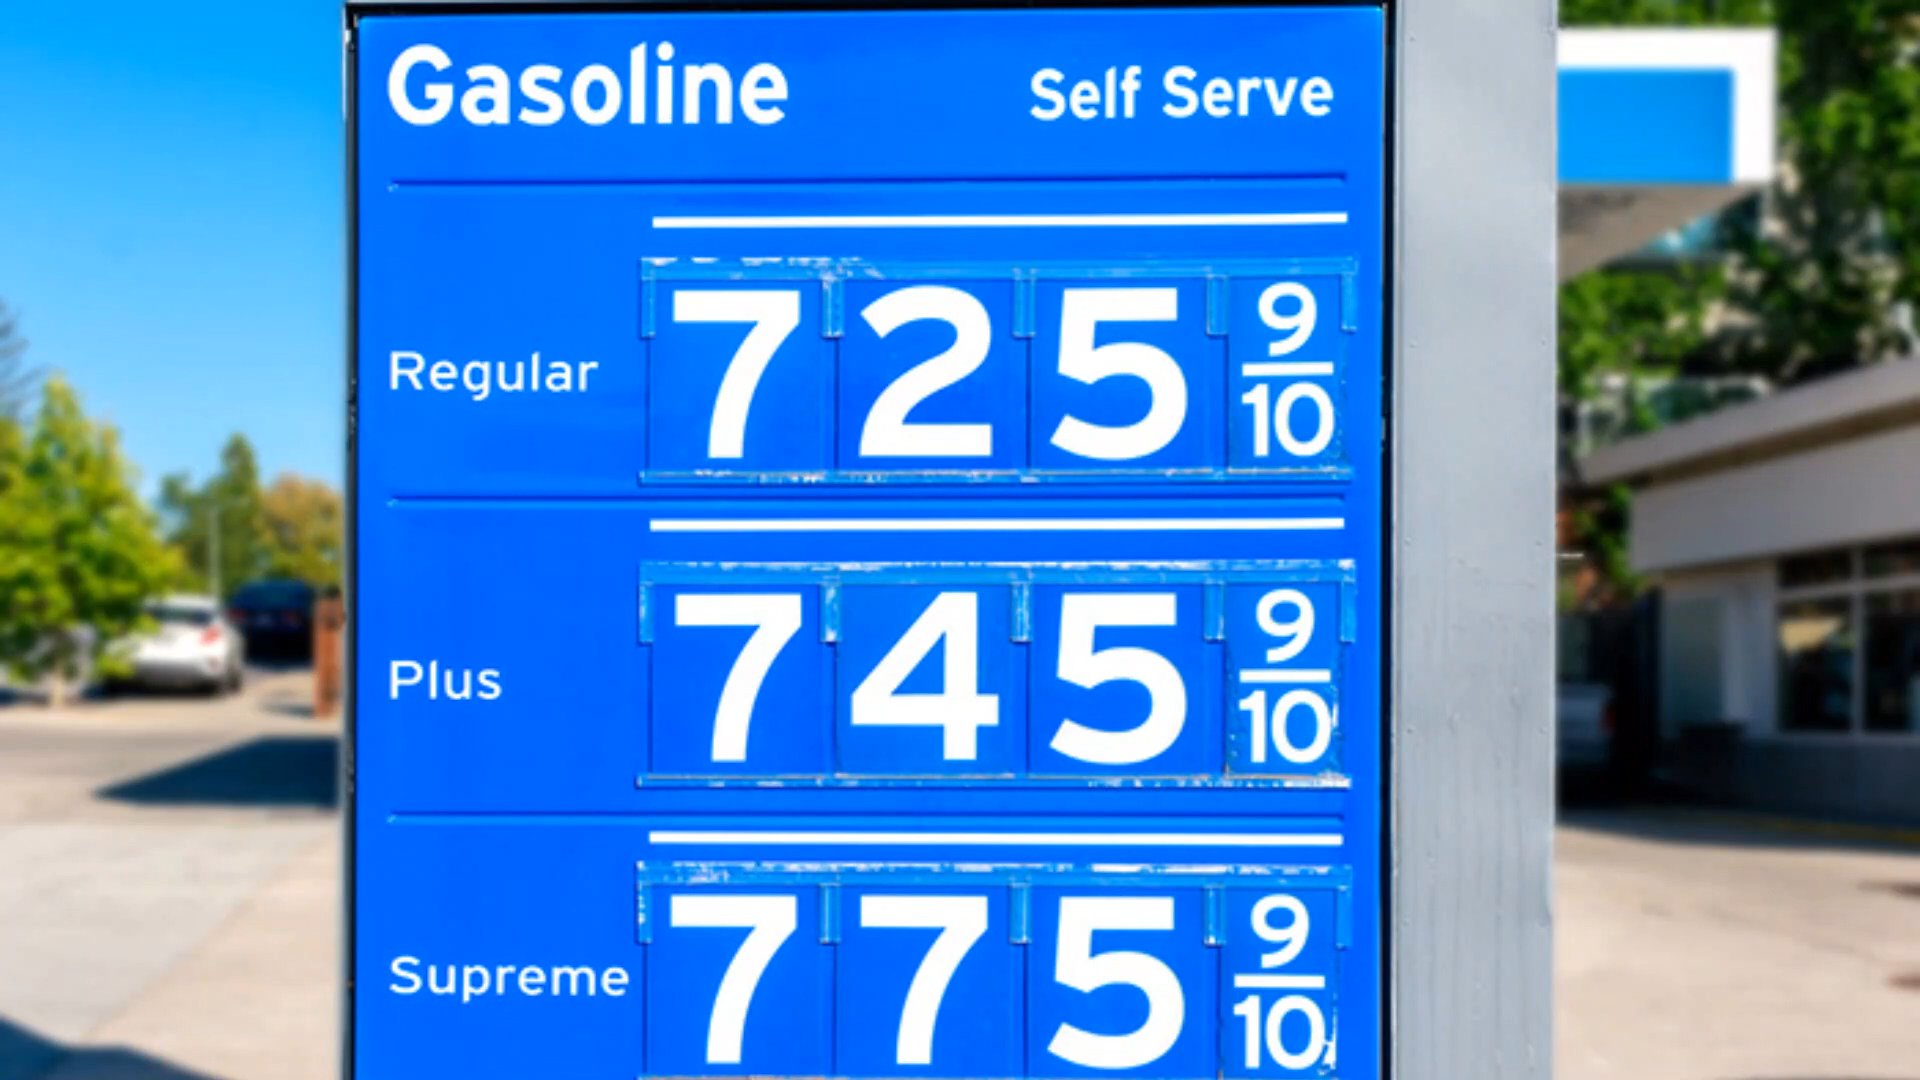 Gasoline Self Serve
Regular 725 9/10
Plus 745 9/10
Supreme 775 9/10